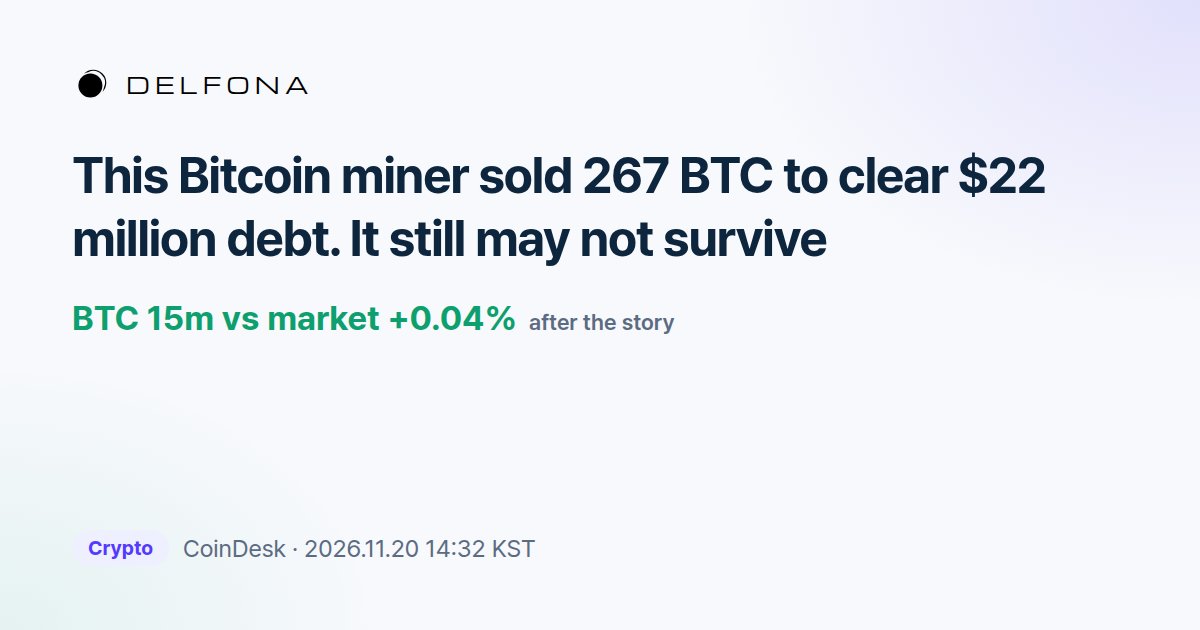 DELFONA
This Bitcoin miner sold 267 BTC to clear $22
million debt. It still may not survive
BTC 15m vs market +0.04% after the story
Crypto CoinDesk · 2026.11.20 14:32 KST